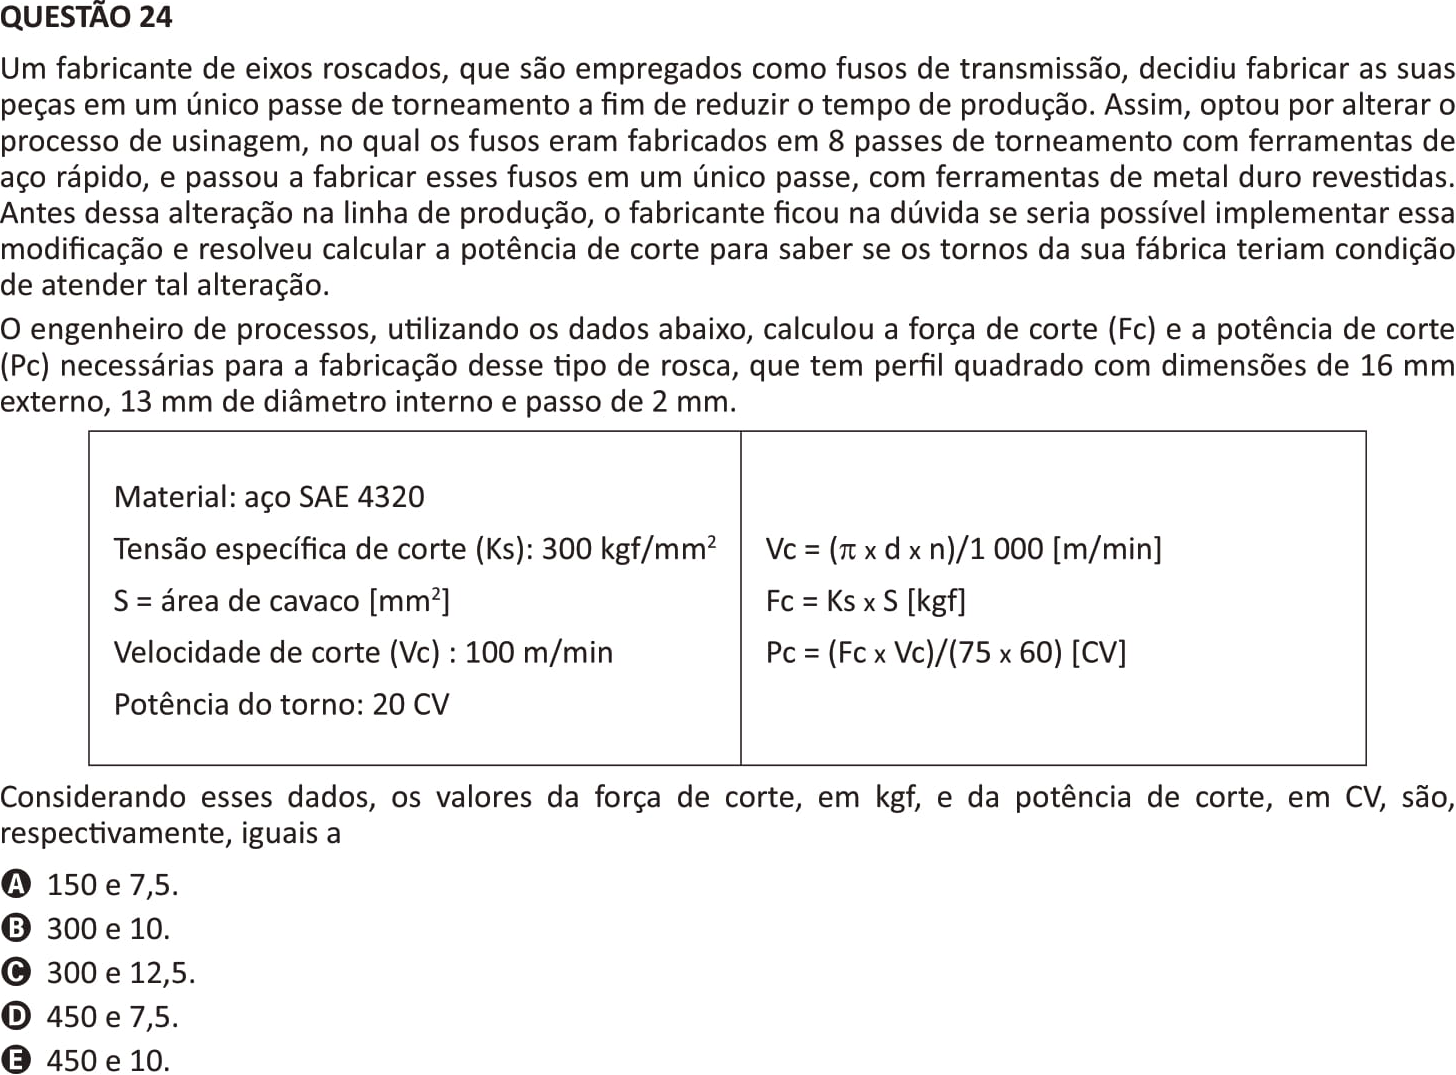 QUESTÃO 24
Um fabricante de eixos roscados, que são empregados como fusos de transmissão, decidiu fabricar as suas
peças em um único passe de torneamento a fim de reduzir o tempo de produção. Assim, optou por alterar o
processo de usinagem, no qual os fusos eram fabricados em 8 passes de torneamento com ferramentas de
aço rápido, e passou a fabricar esses fusos em um único passe, com ferramentas de metal duro revestidas.
Antes dessa alteração na linha de produção, o fabricante ficou na dúvida se seria possível implementar essa
modificação e resolveu calcular a potência de corte para saber se os tornos da sua fábrica teriam condição
de atender tal alteração.
O engenheiro de processos, utilizando os dados abaixo, calculou a força de corte (Fc) e a potência de corte
(Pc) necessárias para a fabricação desse tipo de rosca, que tem perfil quadrado com dimensões de 16 mm
externo, 13 mm de diâmetro interno e passo de 2 mm.
Material: aço SAE 4320
Tensão específica de corte (Ks): 300 kgf/mm²
S = área de cavaco [mm²]
Velocidade de corte (Vc) : 100 m/min
Potência do torno: 20 CV
Vc = (π x d x n)/1 000 [m/min]
Fc = Ks x S [kgf]
Pc = (Fc x Vc)/(75 x 60) [CV]
Considerando esses dados, os valores da força de corte, em kgf, e da potência de corte, em CV, são,
respectivamente, iguais a
A 150 e 7,5.
B 300 e 10.
C 300 e 12,5.
D 450 e 7,5.
E 450 e 10.